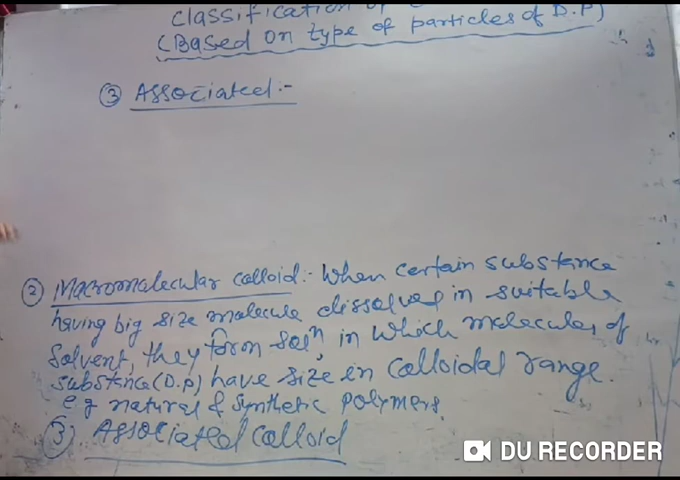 Classification of
(Based on type of particles of D.P)
③ Associated:-
② Macromolecular colloid:- When certain substance
having big size molecule dissolved in suitable
solvent, they form solⁿ, in which molecules of
substance (D.P) have size in colloidal range.
e.g natural & synthetic polymers.
③. Associated colloid
DU RECORDER